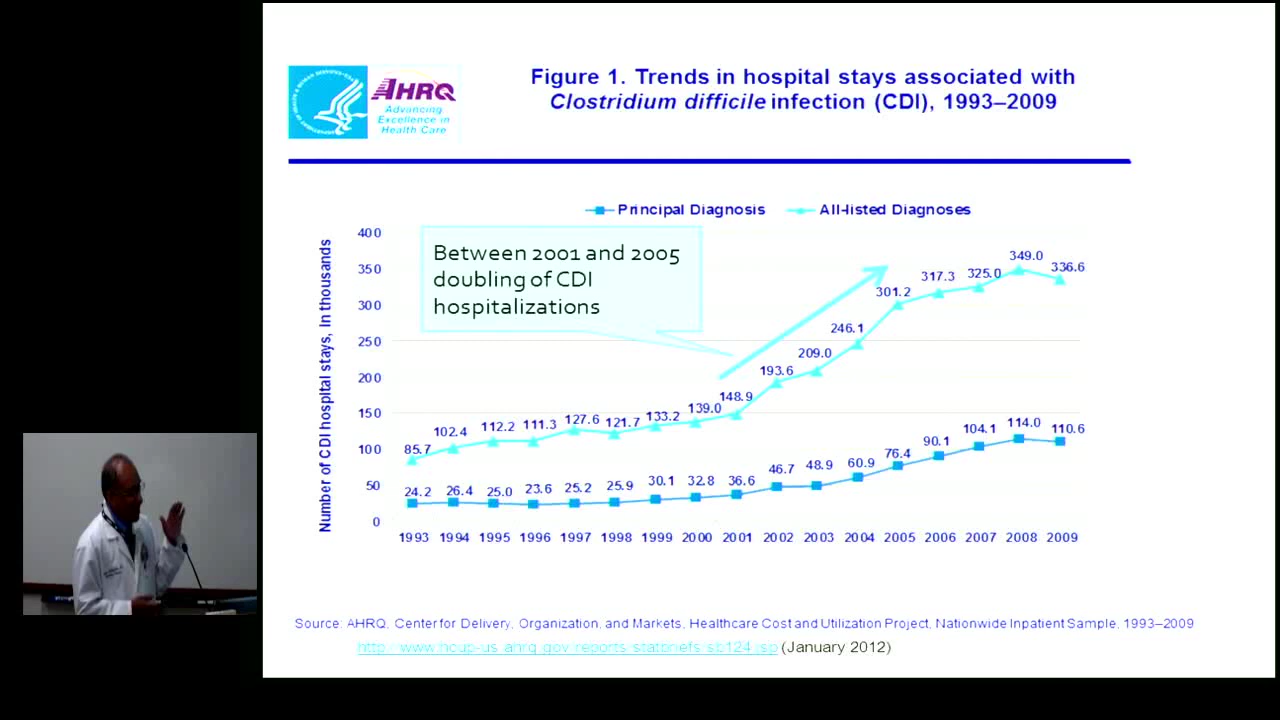 AHRQ
Advancing
Excellence in
Health Care
Figure 1. Trends in hospital stays associated with
Clostridium difficile infection (CDI), 1993–2009
Principal Diagnosis
All-listed Diagnoses
Number of CDI hospital stays, in thousands
400
350
300
250
200
150
100
50
0
Between 2001 and 2005
doubling of CDI
hospitalizations
85.7 102.4 112.2 111.3 127.6 121.7 133.2 139.0 148.9 193.6 209.0 246.1 301.2 317.3 325.0 349.0 336.6
24.2 26.4 25.0 23.6 25.2 25.9 30.1 32.8 36.6 46.7 48.9 60.9 76.4 90.1 104.1 114.0 110.6
1993 1994 1995 1996 1997 1998 1999 2000 2001 2002 2003 2004 2005 2006 2007 2008 2009
Source: AHRQ, Center for Delivery, Organization, and Markets, Healthcare Cost and Utilization Project, Nationwide Inpatient Sample, 1993–2009
http://www.hcup-us.ahrq.gov/reports/statbriefs/sb124.jsp (January 2012)